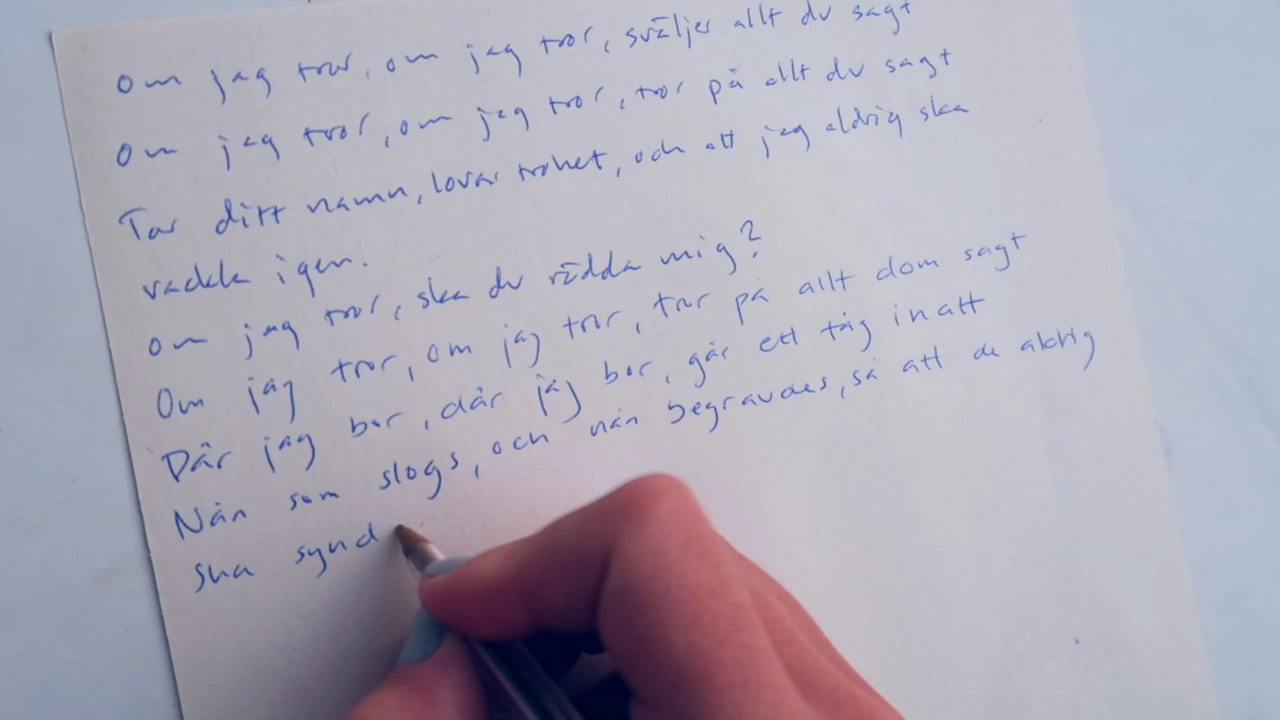 Om jag tror, om jag tror, sväljer allt du sagt
Om jag tror, om jag tror, tror på allt du sagt
Tar ditt namn, lovar trohet, och att jag aldrig ska
vackla igen.
Om jag tror, ska du rädda mig?
Om jag tror, om jag tror, tror på allt dom sagt
Där jag bor, där jag bor, går ett tåg inatt
Nån som slogs, och nån begravdes, så att de aldrig
ska synd